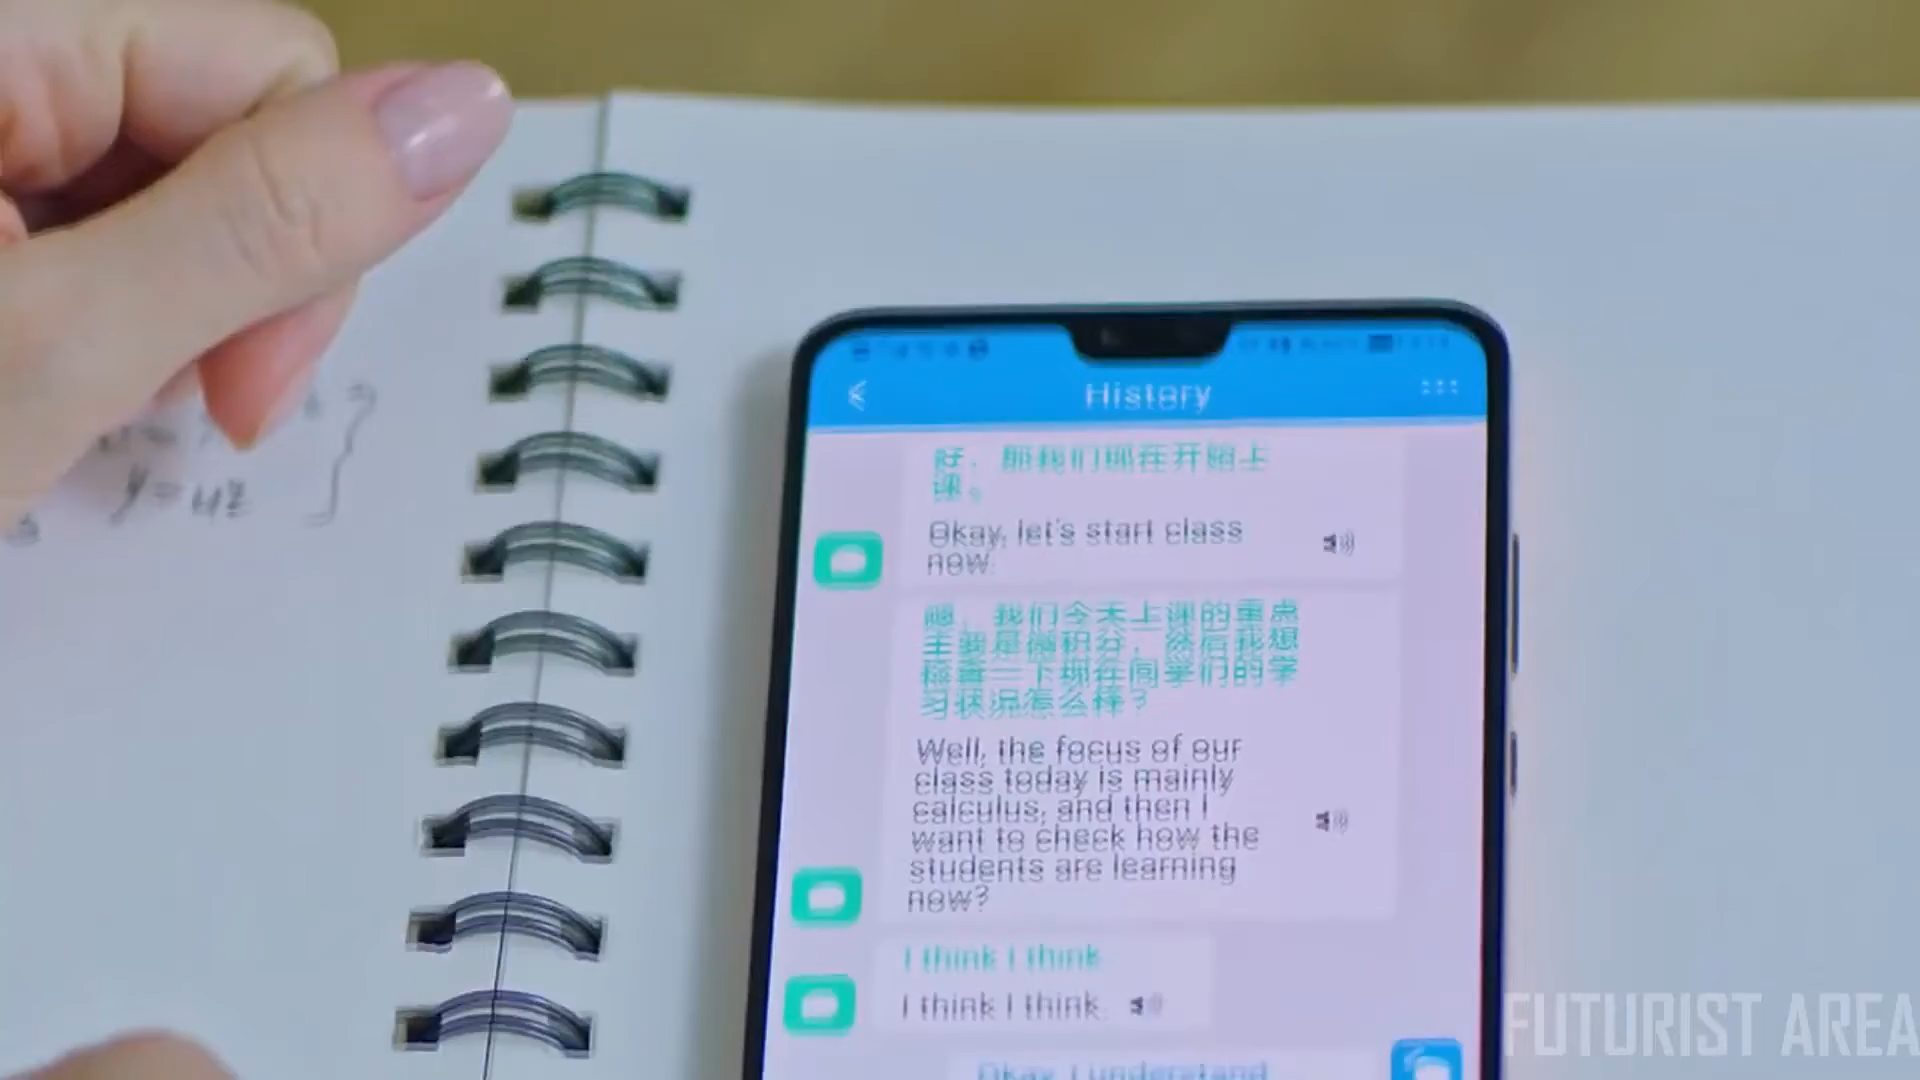 y = 4z
History
好，那我们现在开始上
课。
Okay, let's start class
now.
嗯，我们今天上课的重点
主要是微积分，然后我想
检查一下现在同学们的学
习状况怎么样？
Well, the focus of our
class today is mainly
calculus, and then I
want to check how the
students are learning
now?
I think I think.
I think I think.
Okay, I understand
FUTURIST AREA